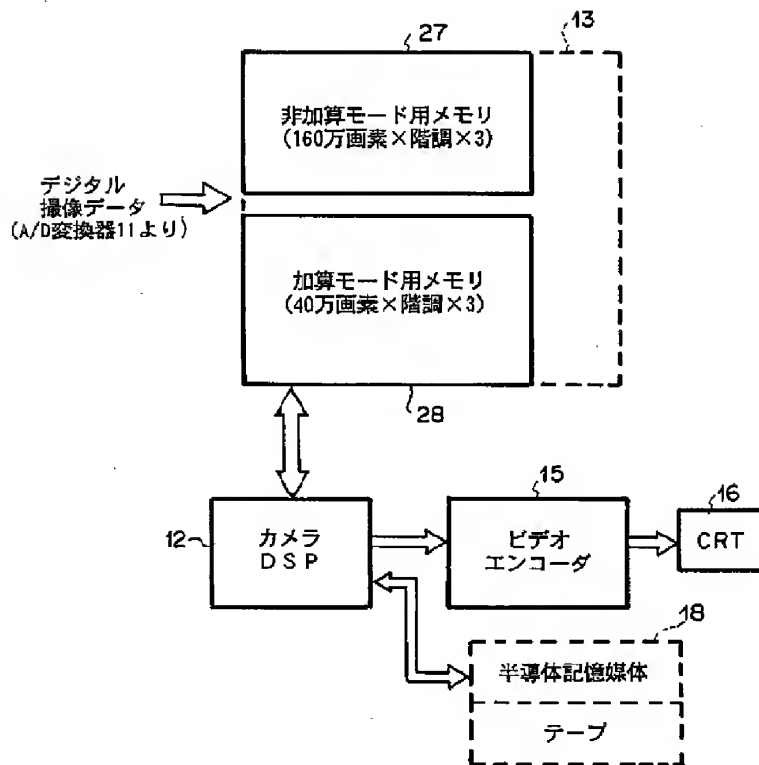 27
13
非加算モード用メモリ
(160万画素×階調×3)
デジタル
撮像データ
(A/D変換器11より)
加算モード用メモリ
(40万画素×階調×3)
28
12
カメラ
DSP
15
ビデオ
エンコーダ
16
CRT
18
半導体記憶媒体
テープ